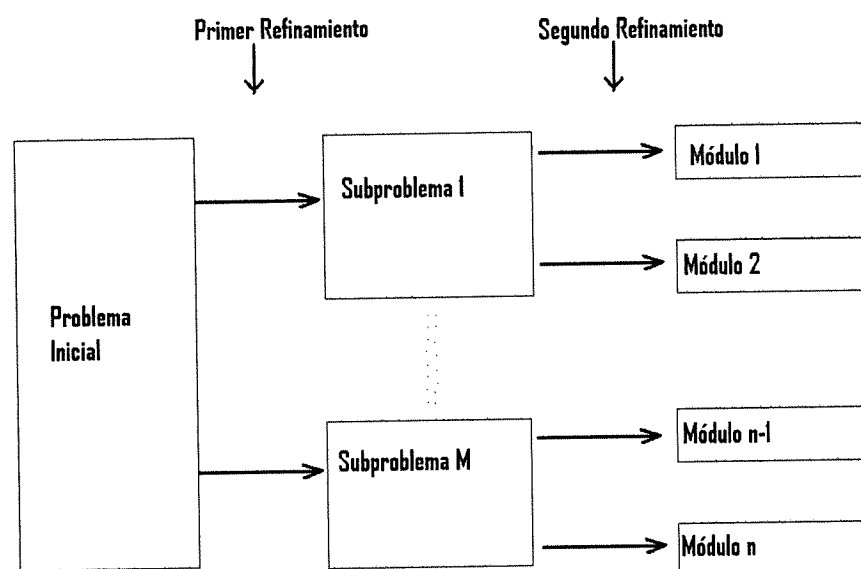 Primer Refinamiento
Segundo Refinamiento
Problema
Inicial
Subproblema 1
Subproblema M
Módulo 1
Módulo 2
Módulo n-1
Módulo n